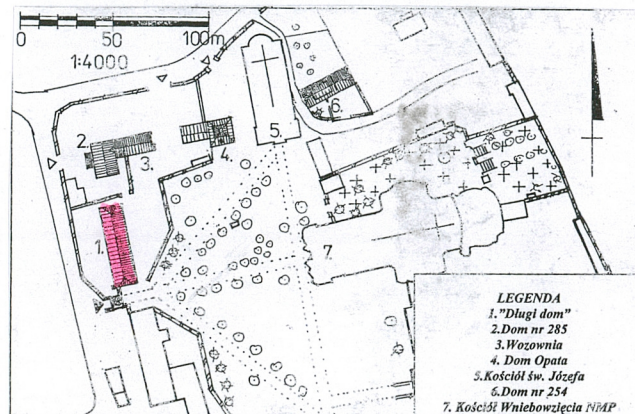 0 50 100m
1:4000
2.
3.
4.
5.
6.
1.
7.
LEGENDA
1."Długi dom"
2.Dom nr 285
3.Wozownia
4. Dom Opata
5.Kościół św. Józefa
6.Dom nr 254
7. Kościół Wniebowzięcia NMP